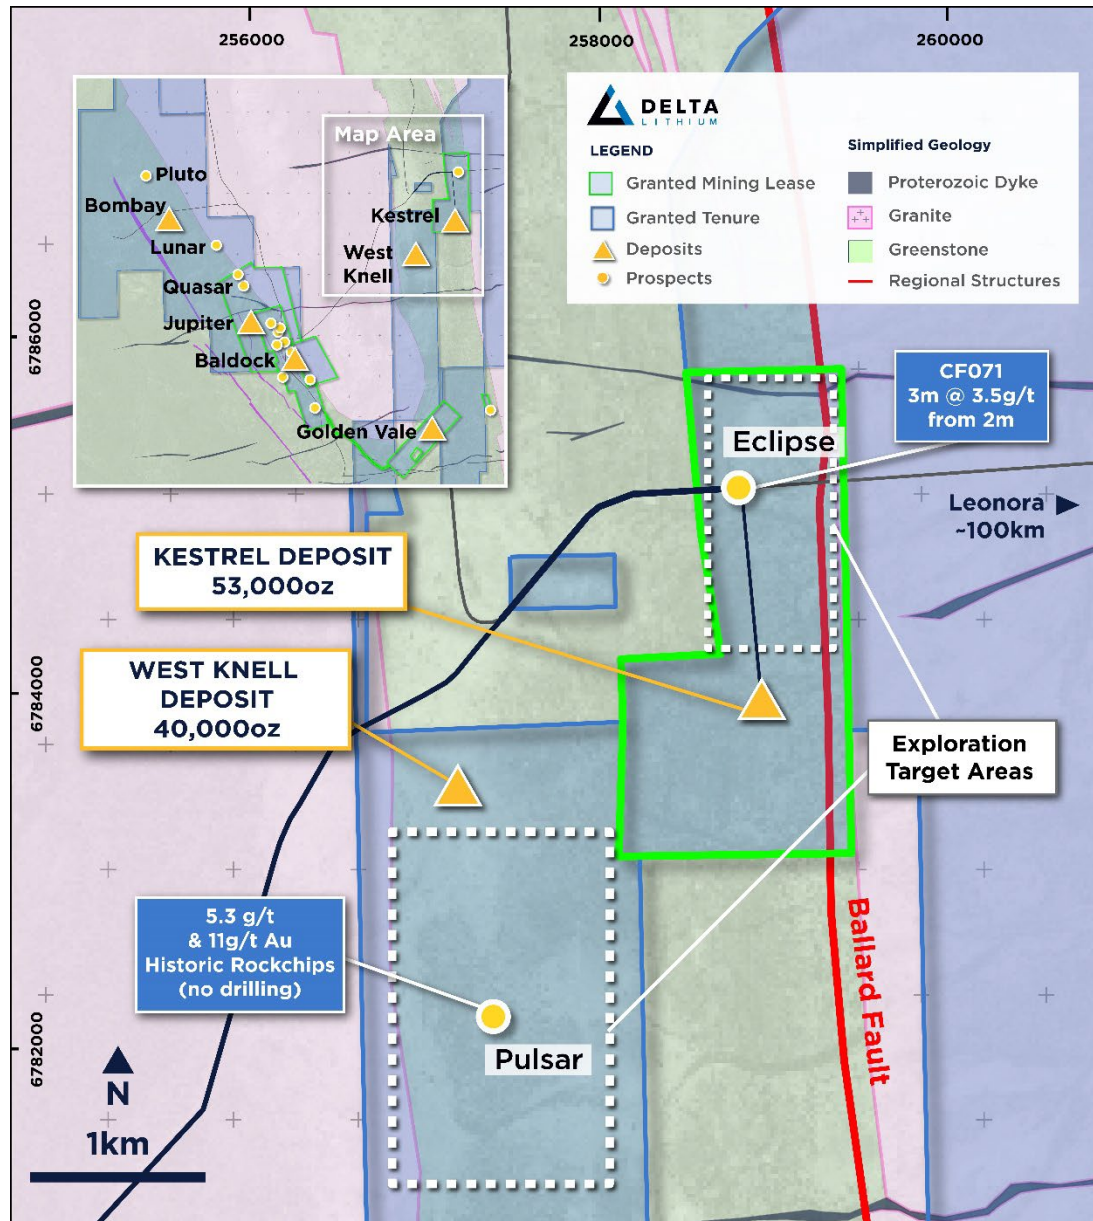 256000
258000
260000
6786000
6784000
6782000
Map Area
Pluto
Bombay
Lunar
Quasar
Jupiter
Baldock
Golden Vale
Kestrel
West
Knell
DELTA
LITHIUM
LEGEND
Granted Mining Lease
Granted Tenure
Deposits
Prospects
Simplified Geology
Proterozoic Dyke
Granite
Greenstone
Regional Structures
CF071
3m @ 3.5g/t
from 2m
Eclipse
Leonora
~100km
KESTREL DEPOSIT
53,000oz
WEST KNELL
DEPOSIT
40,000oz
Exploration
Target Areas
5.3 g/t
& 11g/t Au
Historic Rockchips
(no drilling)
Pulsar
Ballard Fault
N
1km